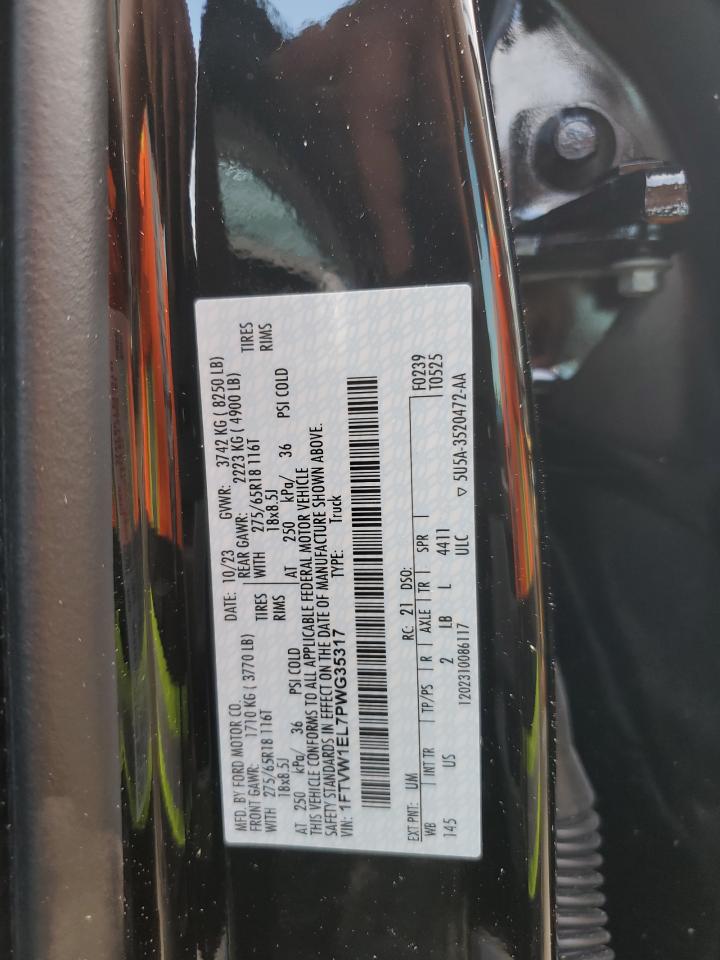 MFD. BY FORD MOTOR CO.
DATE: 10/23 GVWR: 3742 KG ( 8250 LB)
FRONT GAWR: 1710 KG ( 3770 LB) REAR GAWR: 2223 KG ( 4900 LB)
WITH 275/65R18 116T TIRES WITH 275/65R18 116T TIRES
18x8.5J RIMS 18x8.5J RIMS
AT 250 kPa/ 36 PSI COLD AT 250 kPa/ 36 PSI COLD
THIS VEHICLE CONFORMS TO ALL APPLICABLE FEDERAL MOTOR VEHICLE
SAFETY STANDARDS IN EFFECT ON THE DATE OF MANUFACTURE SHOWN ABOVE.
VIN: 1FTVW1EL7PWG35317 TYPE: Truck
F0239
EXT PNT: UM RC: 21 DSO: T0525
WB INT TR TP/PS R AXLE TR SPR
145 US 2 LB L 4411
1202310086117 ULC ▽ 5U5A-3520472-AA